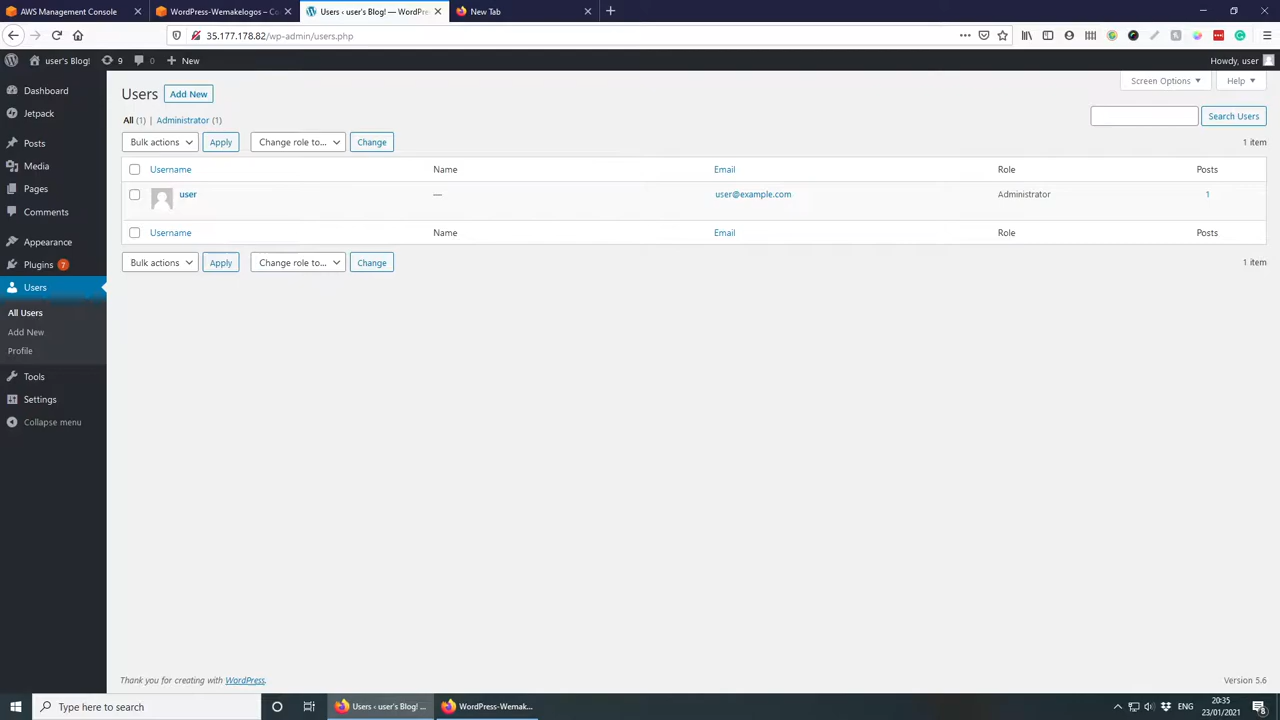 AWS Management Console
WordPress-Wemakelogos – Co
Users ‹ user's Blog! — WordPre
New Tab
35.177.178.82/wp-admin/users.php
user's Blog!
9
0
New
Howdy, user
Dashboard
Jetpack
Posts
Media
Pages
Comments
Appearance
Plugins 7
Users
All Users
Add New
Profile
Tools
Settings
Collapse menu
Screen Options
Help
Users
Add New
All (1) | Administrator (1)
Search Users
Bulk actions Apply Change role to... Change
1 item
Username Name Email Role Posts
user — user@example.com Administrator 1
Username Name Email Role Posts
Bulk actions Apply Change role to... Change
1 item
Thank you for creating with WordPress.
Version 5.6
Type here to search
Users ‹ user's Blog! ...
WordPress-Wemak...
ENG
20:35
23/01/2021
8